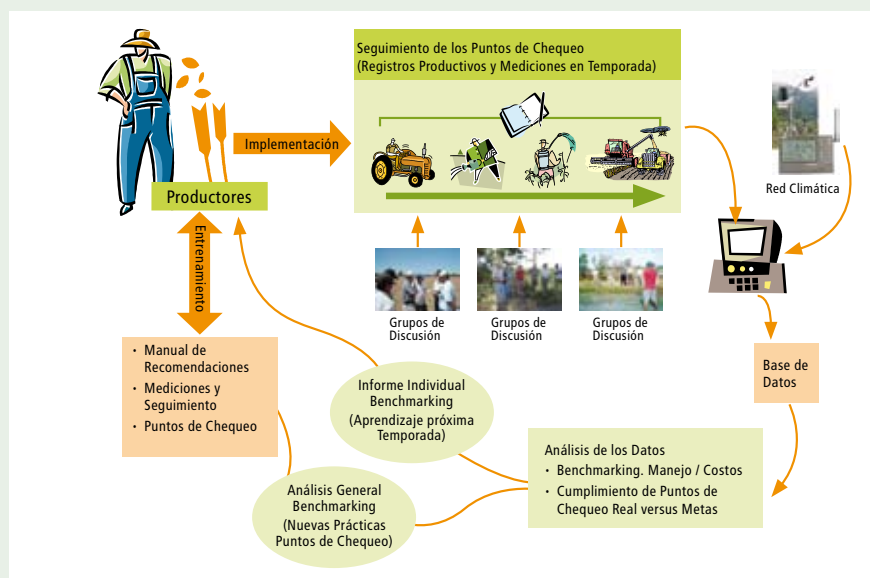 Seguimiento de los Puntos de Chequeo
(Registros Productivos y Mediciones en Temporada)
Implementación
Red Climática
Productores
Entrenamiento
Grupos de
Discusión
Grupos de
Discusión
Grupos de
Discusión
• Manual de
Recomendaciones
• Mediciones y
Seguimiento
• Puntos de Chequeo
Base de
Datos
Informe Individual
Benchmarking
(Aprendizaje próxima
Temporada)
Análisis de los Datos
• Benchmarking. Manejo / Costos
• Cumplimiento de Puntos de
Chequeo Real versus Metas
Análisis General
Benchmarking
(Nuevas Prácticas
Puntos de Chequeo)